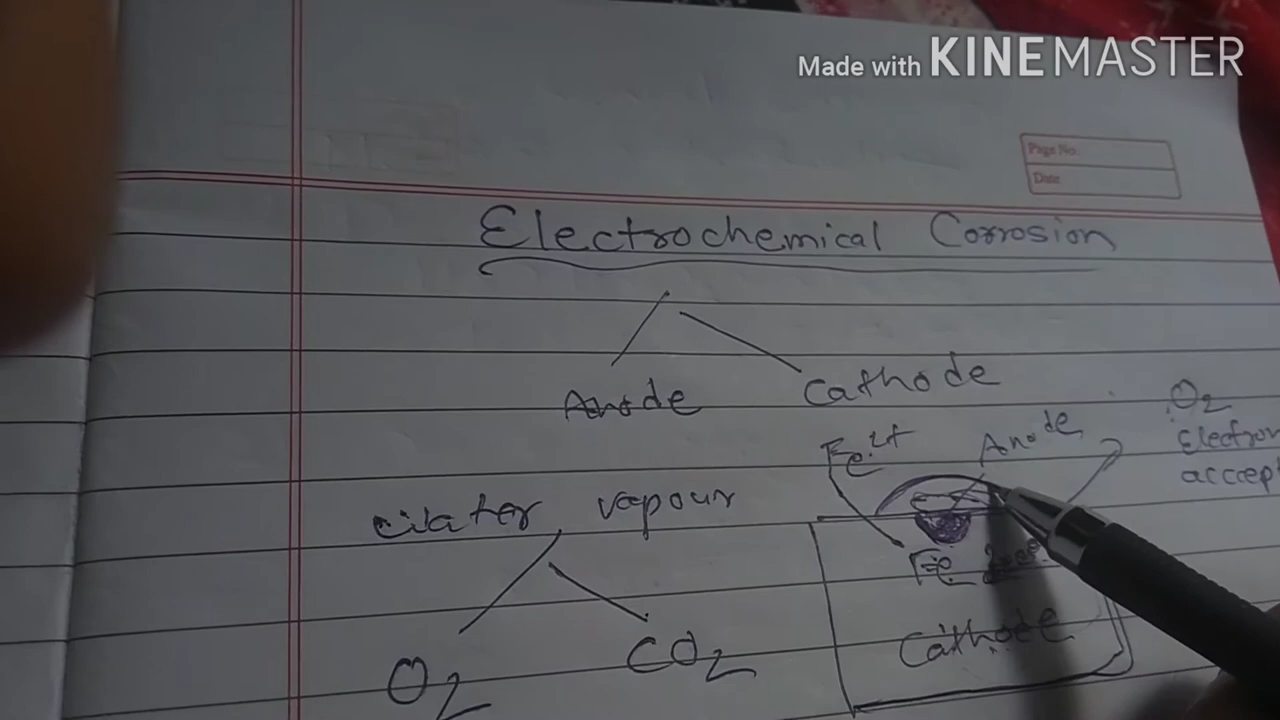 Made with KINEMASTER
Page No.
Date
Electrochemical Corrosion
Anode
Cathode
O2
Electron
accept
Fe2+
Anode
water vapour
Fe
Cathode
O2
CO2